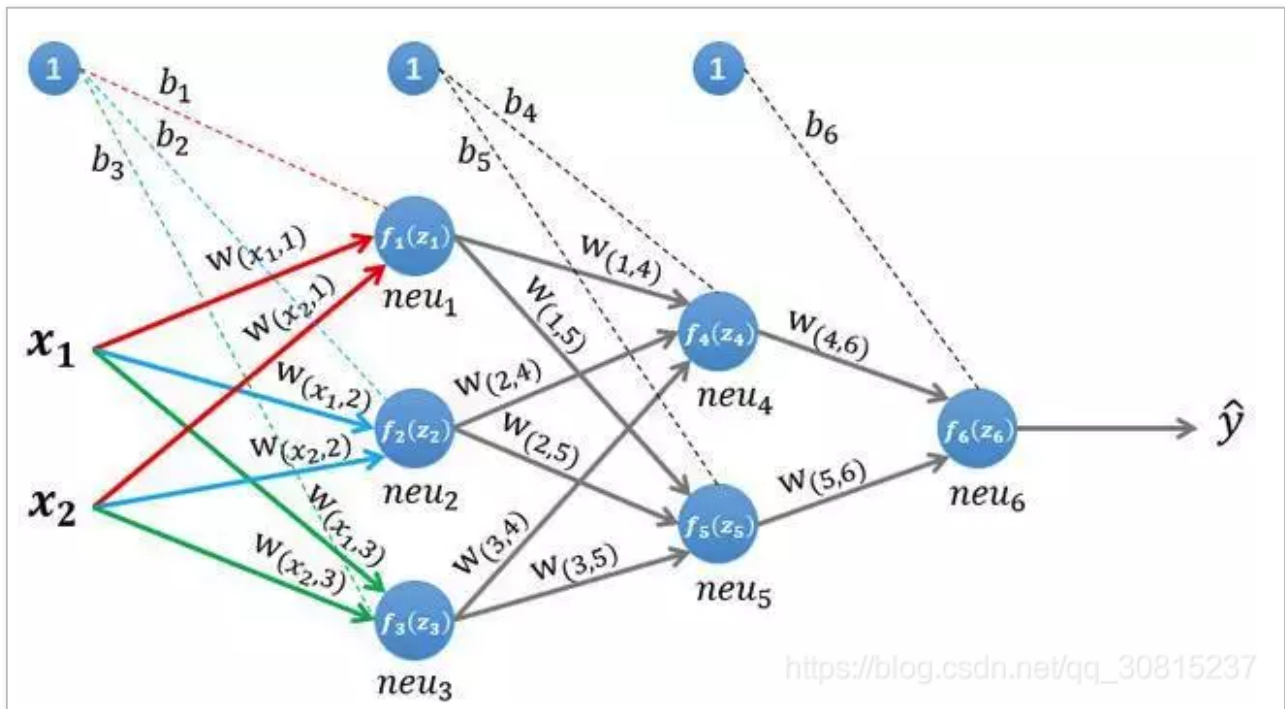 1 1 1
b₁
b₂
b₃
b₄
b₅
b₆
W(x₁,1)
W(x₂,1)
f₁(z₁)
neu₁
W(1,4)
W(1,5)
x₁
W(x₁,2)
W(x₂,2)
f₂(z₂)
neu₂
W(2,4)
W(2,5)
f₄(z₄)
neu₄
W(4,6)
x₂
W(x₁,3)
W(x₂,3)
f₃(z₃)
neu₃
W(3,4)
W(3,5)
f₅(z₅)
neu₅
W(5,6)
f₆(z₆)
neu₆
ŷ
https://blog.csdn.net/qq_30815237